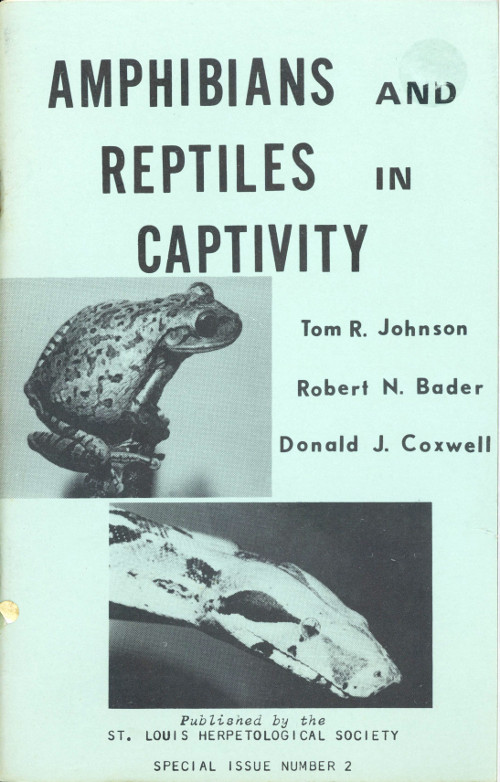 AMPHIBIANS AND
REPTILES IN
CAPTIVITY
Tom R. Johnson
Robert N. Bader
Donald J. Coxwell
Published by the
ST. LOUIS HERPETOLOGICAL SOCIETY
SPECIAL ISSUE NUMBER 2